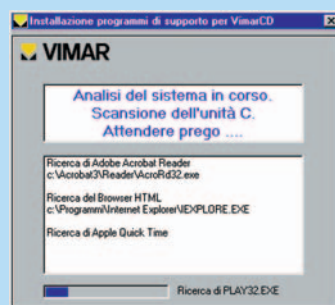 Installazione programmi di supporto per VimarCD
VIMAR
Analisi del sistema in corso.
Scansione dell'unità C.
Attendere prego ....
Ricerca di Adobe Acrobat Reader
c:\Acrobat3\Reader\AcroRd32.exe
Ricerca del Browser HTML
c:\Programmi\Internet Explorer\IEXPLORE.EXE
Ricerca di Apple Quick Time
Ricerca di PLAY32.EXE